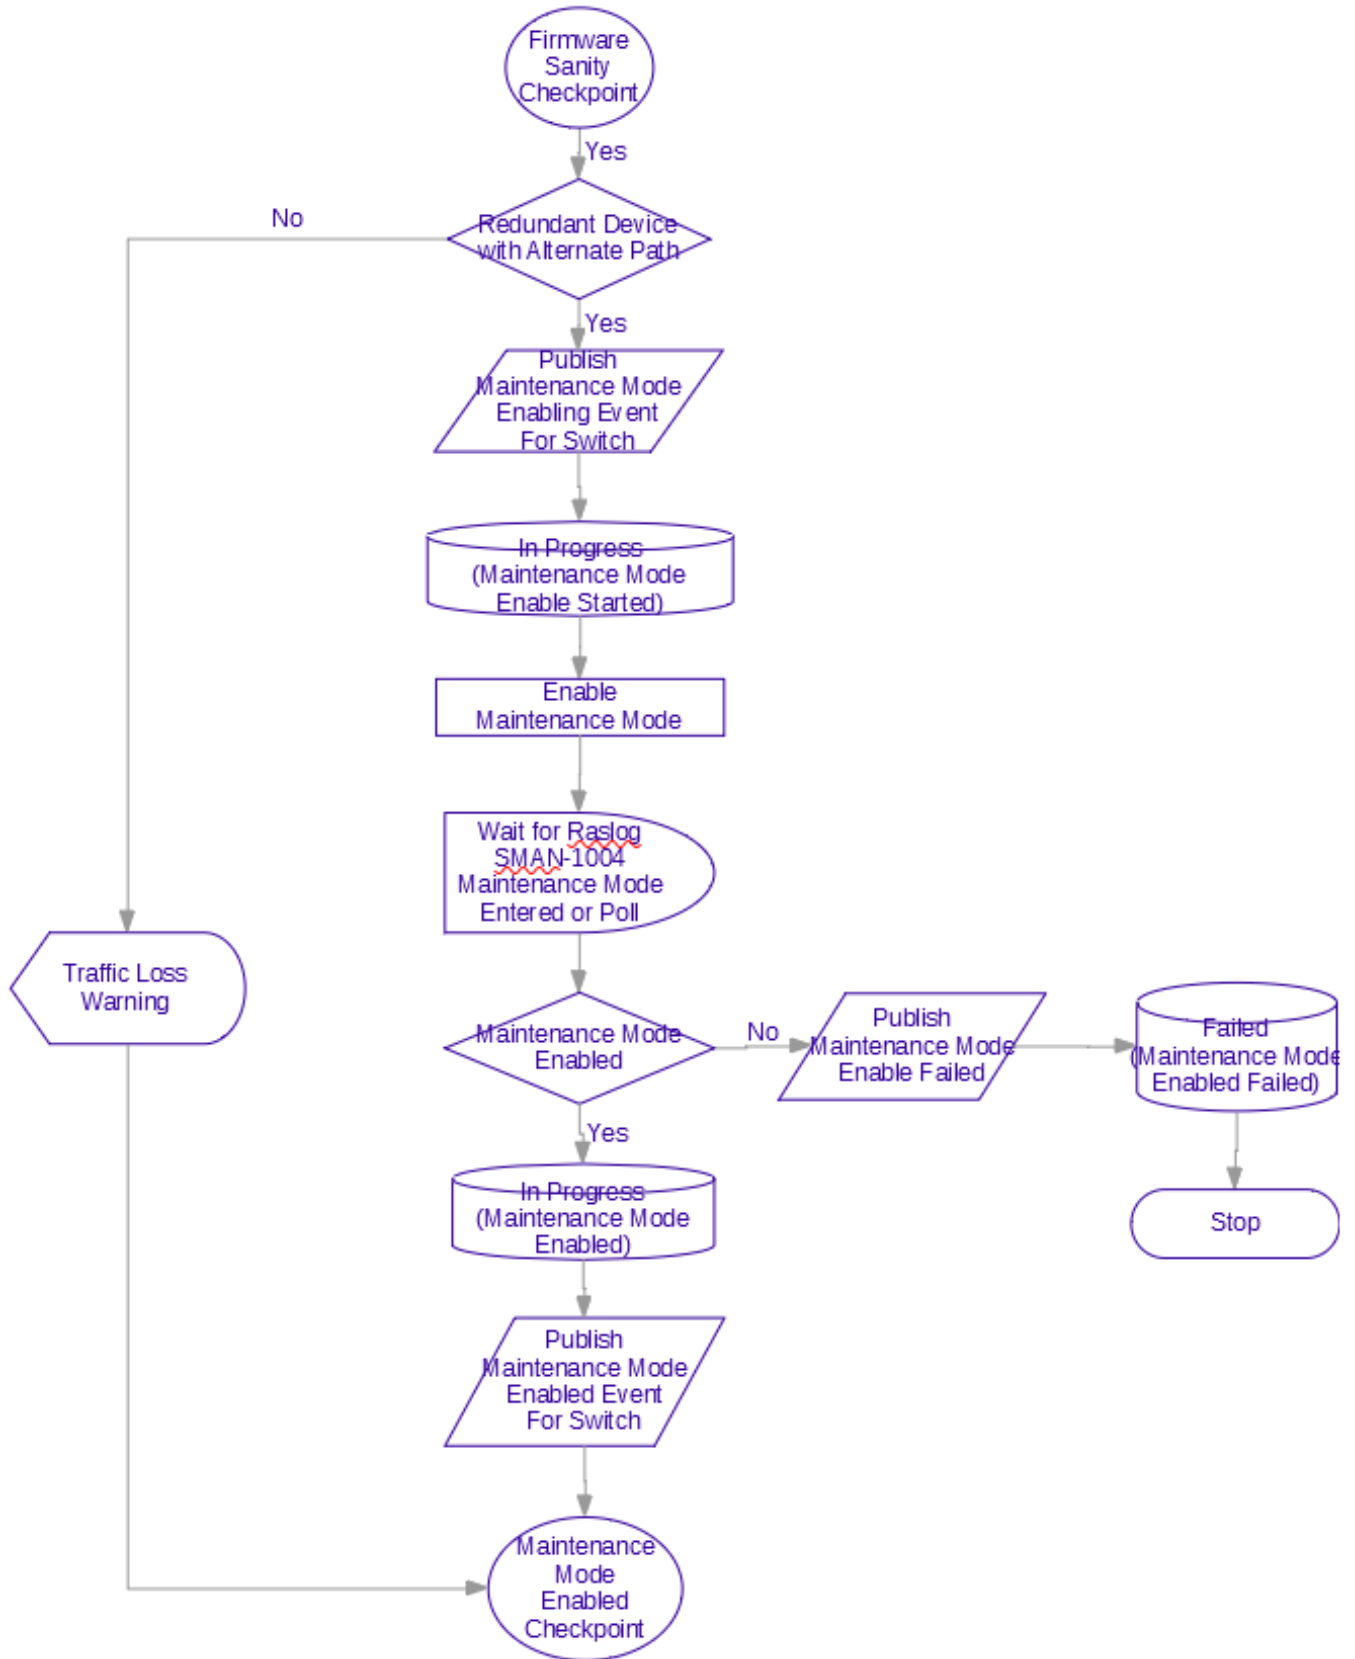 Firmware
Sanity
Checkpoint
Yes
No
Redundant Device
with Alternate Path
Yes
Publish
Maintenance Mode
Enabling Event
For Switch
In Progress
(Maintenance Mode
Enable Started)
Enable
Maintenance Mode
Wait for Raslog
SMAN-1004
Maintenance Mode
Entered or Poll
Traffic Loss
Warning
Maintenance Mode
Enabled
No
Publish
Maintenance Mode
Enable Failed
Failed
(Maintenance Mode
Enabled Failed)
Yes
In Progress
(Maintenance Mode
Enabled)
Stop
Publish
Maintenance Mode
Enabled Event
For Switch
Maintenance
Mode
Enabled
Checkpoint